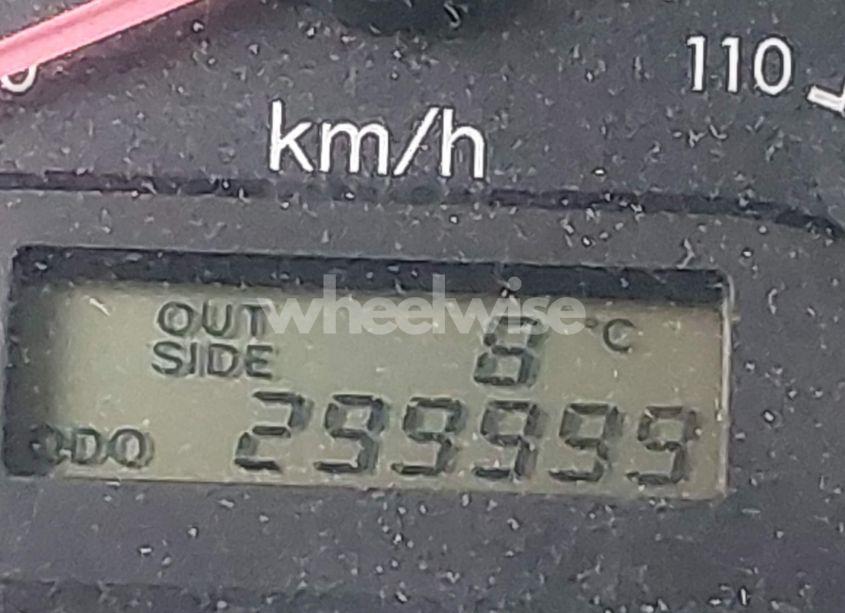 110
km/h
OUT 8°C
SIDE
ODO 299999
wheelwise